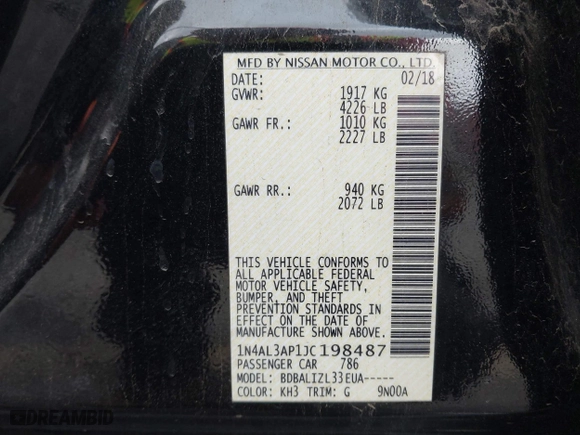 MFD BY NISSAN MOTOR CO., LTD.
DATE: 02/18
GVWR: 1917 KG
4226 LB
GAWR FR.: 1010 KG
2227 LB
GAWR RR.: 940 KG
2072 LB
THIS VEHICLE CONFORMS TO
ALL APPLICABLE FEDERAL
MOTOR VEHICLE SAFETY,
BUMPER, AND THEFT
PREVENTION STANDARDS IN
EFFECT ON THE DATE OF
MANUFACTURE SHOWN ABOVE.
1N4AL3AP1JC198487
PASSENGER CAR 786
MODEL: BDBALIZL33EUA-----
COLOR: KH3 TRIM: G 9N00A
DREAMBID